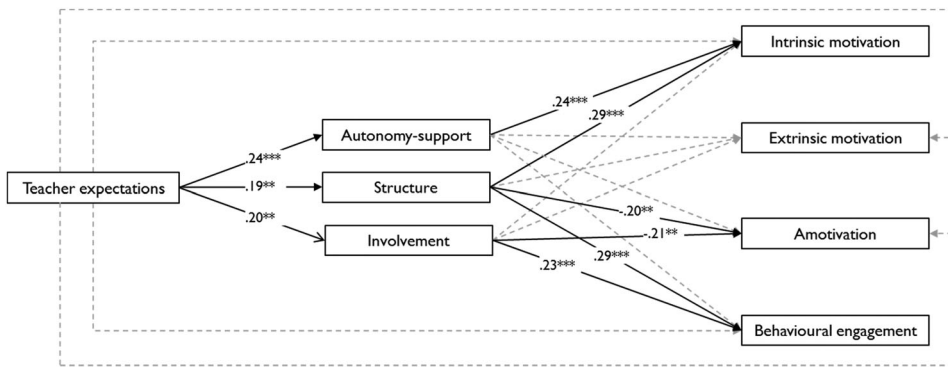 Intrinsic motivation
.24***
.29***
Autonomy-support
Extrinsic motivation
.24***
Teacher expectations
.19**
Structure
.20**
-.20**
Involvement
-.21**
Amotivation
.29***
.23***
Behavioural engagement